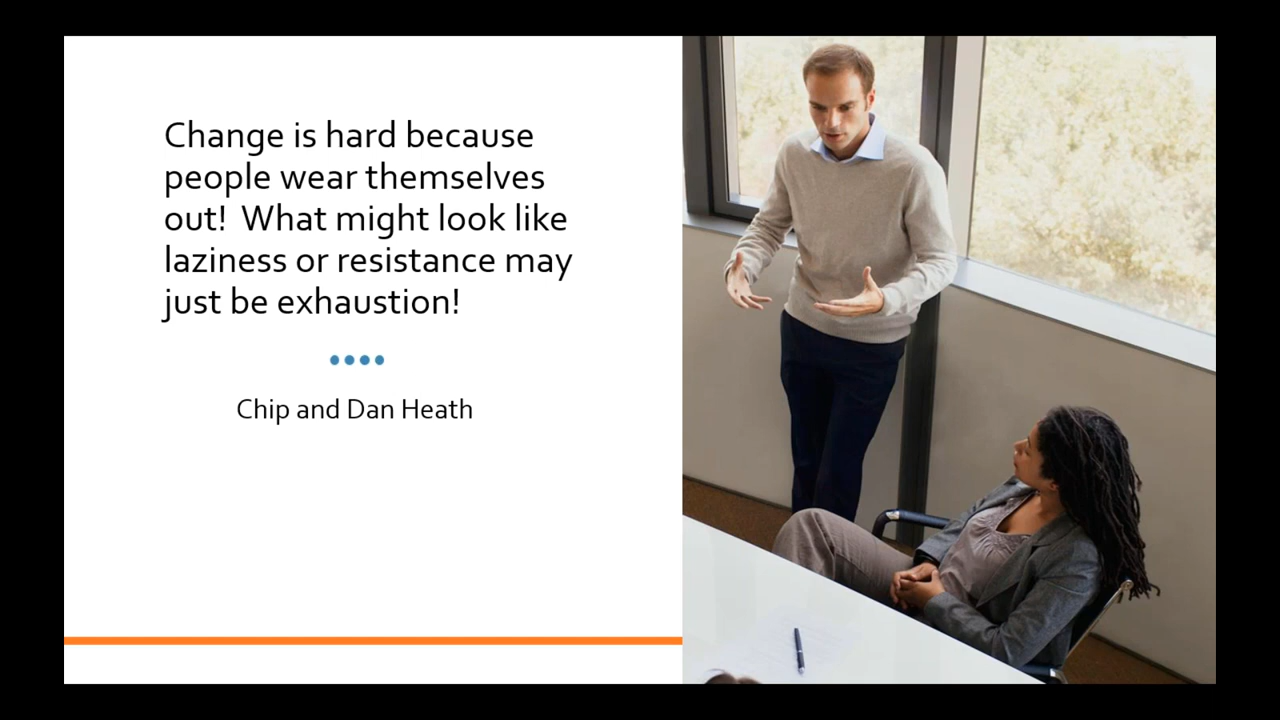 Change is hard because
people wear themselves
out!  What might look like
laziness or resistance may
just be exhaustion!
Chip and Dan Heath